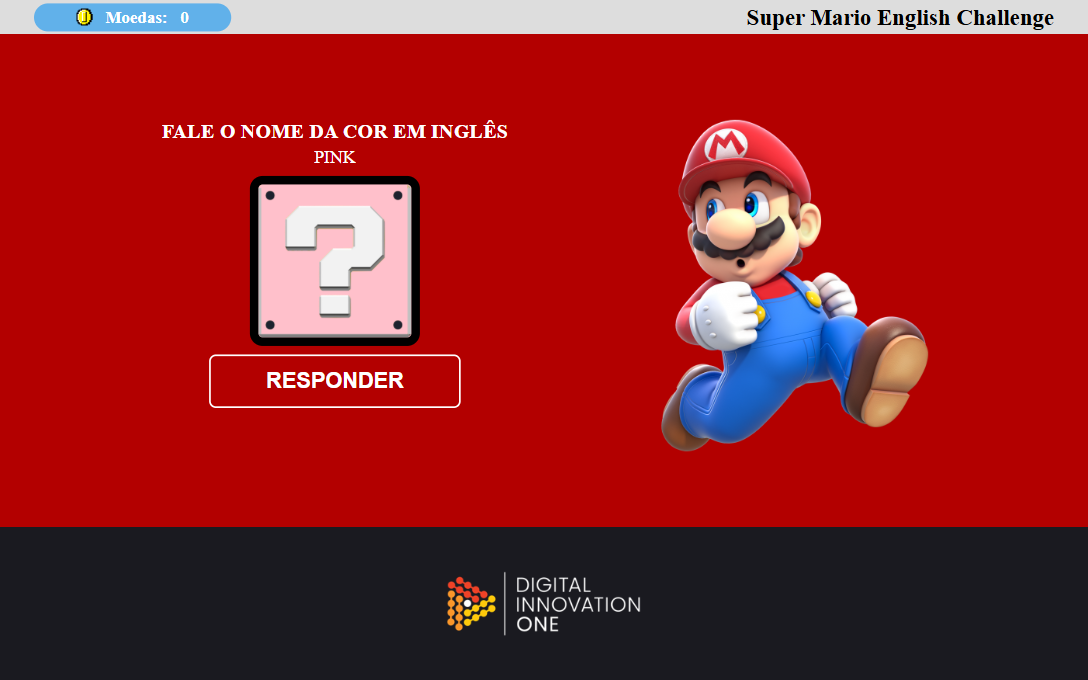 Moedas: 0
Super Mario English Challenge
FALE O NOME DA COR EM INGLÊS
PINK
?
RESPONDER
M
DIGITAL
INNOVATION
ONE